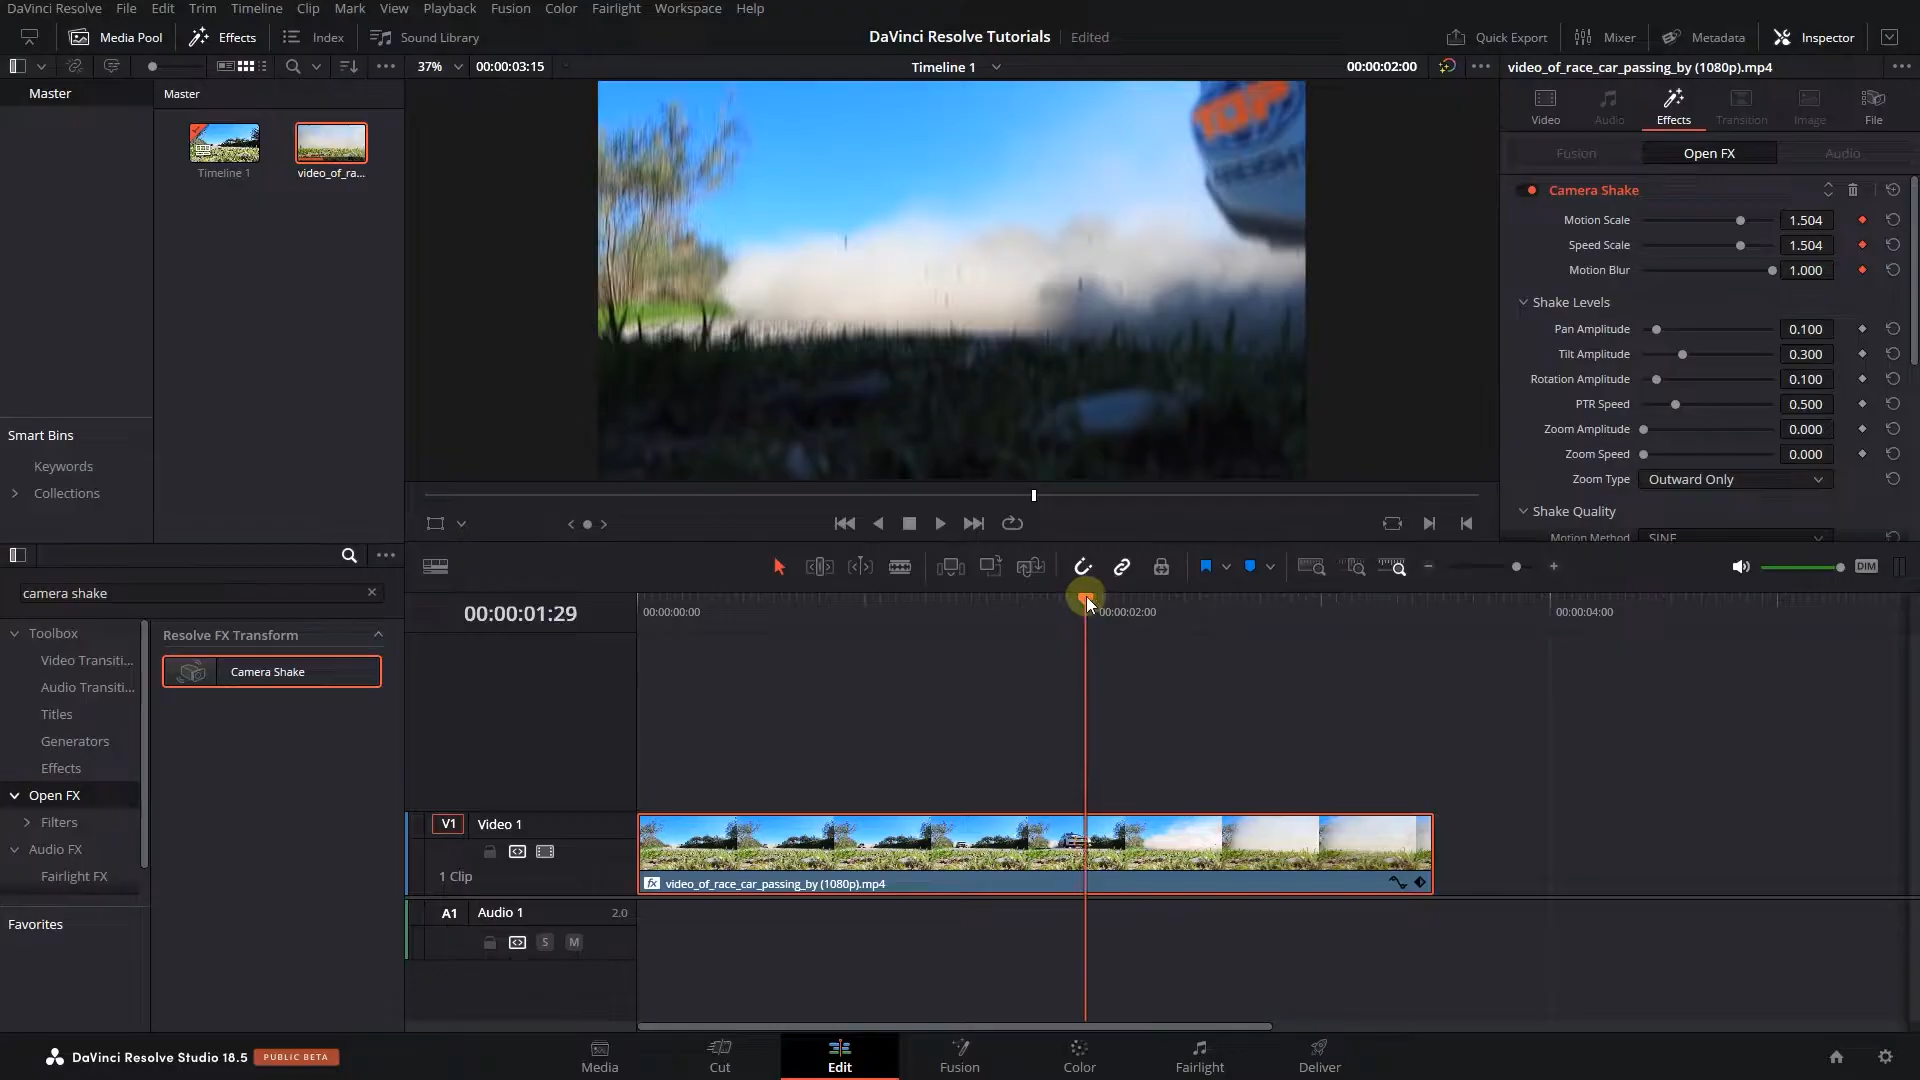 DaVinci Resolve File Edit Trim Timeline Clip Mark View Playback Fusion Color Fairlight Workspace Help
Media Pool Effects Index Sound Library
DaVinci Resolve Tutorials Edited
Quick Export Mixer Metadata Inspector
37% 00:00:03:15 Timeline 1 00:00:02:00
video_of_race_car_passing_by (1080p).mp4
Master
Master
Timeline 1
video_of_ra...
TOP
Video Audio Effects Transition Image File
Fusion Open FX Audio
Camera Shake
Motion Scale 1.504
Speed Scale 1.504
Motion Blur 1.000
Shake Levels
Pan Amplitude 0.100
Tilt Amplitude 0.300
Rotation Amplitude 0.100
PTR Speed 0.500
Zoom Amplitude 0.000
Zoom Speed 0.000
Zoom Type Outward Only
Shake Quality
Motion Method SINE
Smart Bins
Keywords
Collections
camera shake
Toolbox
Video Transiti...
Audio Transiti...
Titles
Generators
Effects
Open FX
Filters
Audio FX
Fairlight FX
Favorites
Resolve FX Transform
Camera Shake
DIM
00:00:01:29
00:00:00:00 00:00:02:00 00:00:04:00
V1 Video 1
1 Clip
fx video_of_race_car_passing_by (1080p).mp4
A1 Audio 1 2.0
S M
DaVinci Resolve Studio 18.5 PUBLIC BETA
Media Cut Edit Fusion Color Fairlight Deliver